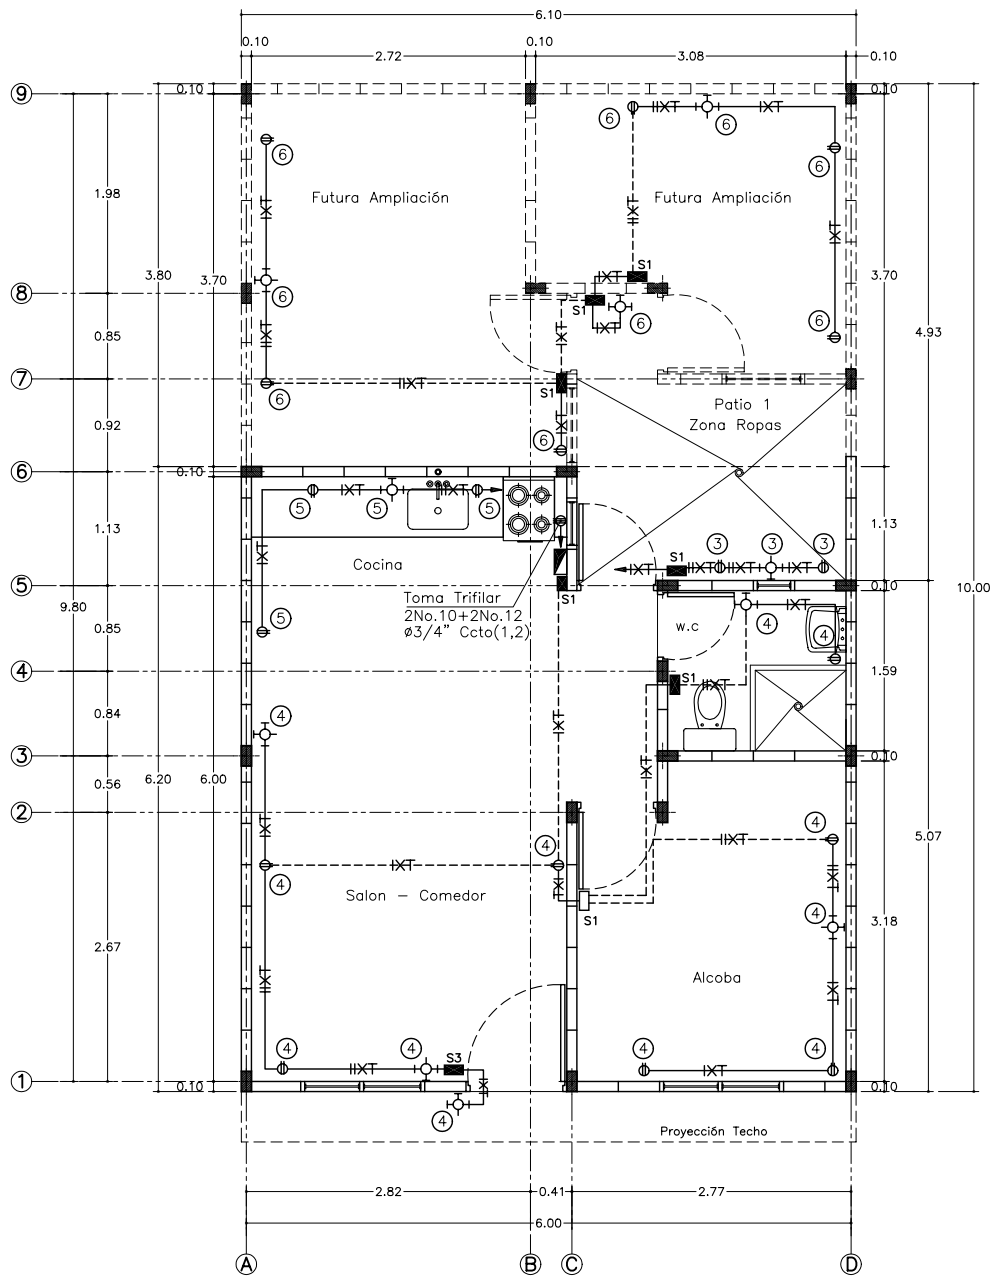 6.10
0.10 2.72 0.10 3.08 0.10
9 0.10 0.10
6 6 6 6
1.98
Futura Ampliación Futura Ampliación
S1
3.80 3.70 3.70
8 6 S1 6 6
0.85 4.93
7
6 S1
Patio 1
Zona Ropas
0.92
6
6 0.10
5 5 5
1.13 1.13
3 3
S1
Cocina
5 S1 0.10
Toma Trifilar
2No.10+2No.12
ø3/4" Ccto(1,2)
9.80 10.00
0.85 5 w.c 4 4
4 S1 1.59
0.84 4
3 0.10
6.20 6.00
0.56
2
4 4
4 5.07
Salon - Comedor
S1 4 3.18
2.67
Alcoba
4 4 S3 4 4
1 0.10 0.10
4
Proyección Techo
2.82 0.41 2.77
6.00
A B C D